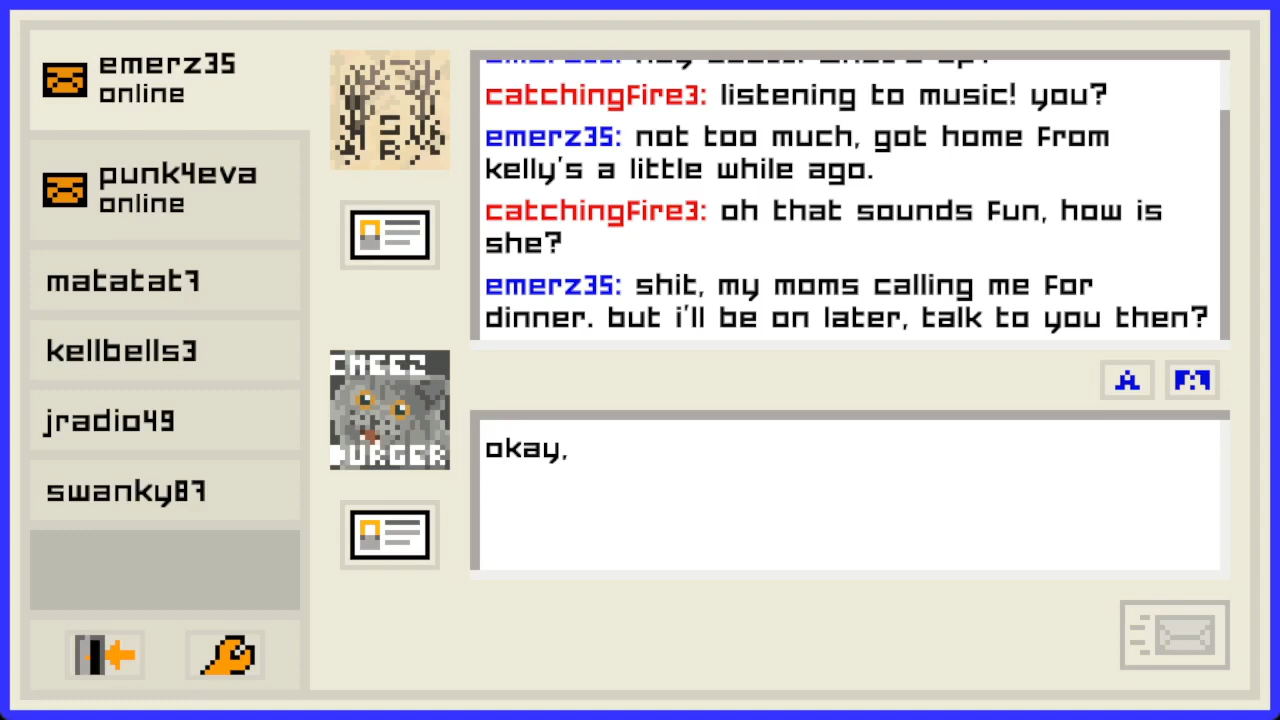 emerz35
online
punk4eva
online
matatat7
kellbells3
jradio49
swanky87
catchingFire3: listening to music! you?
emerz35: not too much, got home From
kelly's a little while ago.
catchingFire3: oh that sounds Fun, how is
she?
emerz35: shit, my moms calling me For
dinner. but i'll be on later, talk to you then?
A
CHEEZ
BURGER
okay,